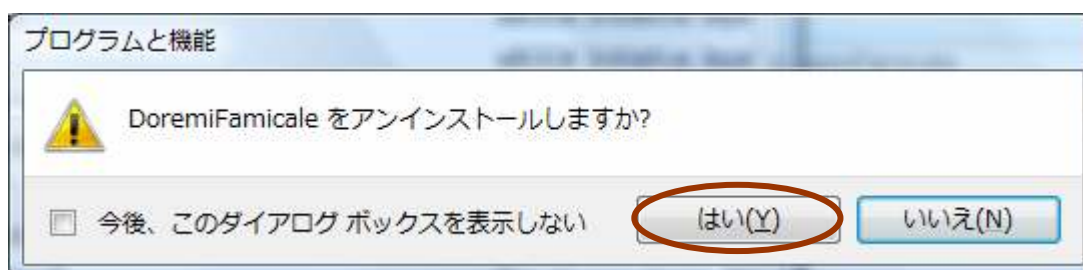 プログラムと機能
DoremiFamicale をアンインストールしますか?
今後、このダイアログ ボックスを表示しない
はい(Y)
いいえ(N)